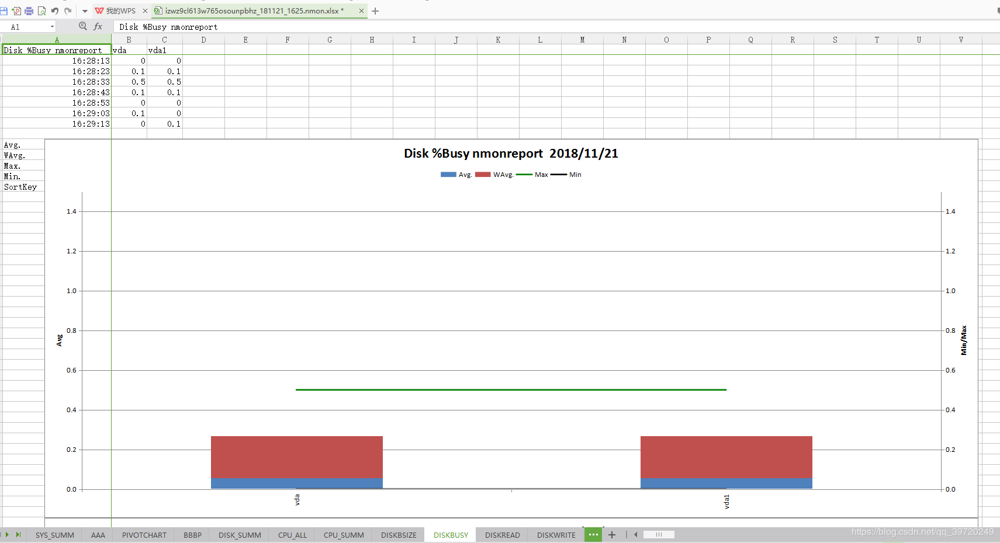 我的WPS
izwz9cl613w765osounpbhz_181121_1625.nmon.xlsx *
A1
fx
Disk %Busy nmonreport
A B C D E F G H I J K L M N O P Q R S T U V
Disk %Busy nmonreport vda vda1
16:28:13 0 0
16:28:23 0.1 0.1
16:28:33 0.5 0.5
16:28:43 0.1 0.1
16:28:53 0 0
16:29:03 0.1 0
16:29:13 0 0.1
Avg.
WAvg.
Max.
Min.
SortKey
Disk %Busy nmonreport 2018/11/21
Avg. WAvg. Max Min
1.4 1.4
1.2 1.2
1.0 1.0
0.8 0.8
Avg
Min/Max
0.6 0.6
0.4 0.4
0.2 0.2
0.0 0.0
vda vda1
SYS_SUMM AAA PIVOTCHART BBBP DISK_SUMM CPU_ALL CPU_SUMM DISKBSIZE DISKBUSY DISKREAD DISKWRITE ···
https://blog.csdn.net/qq_39720249